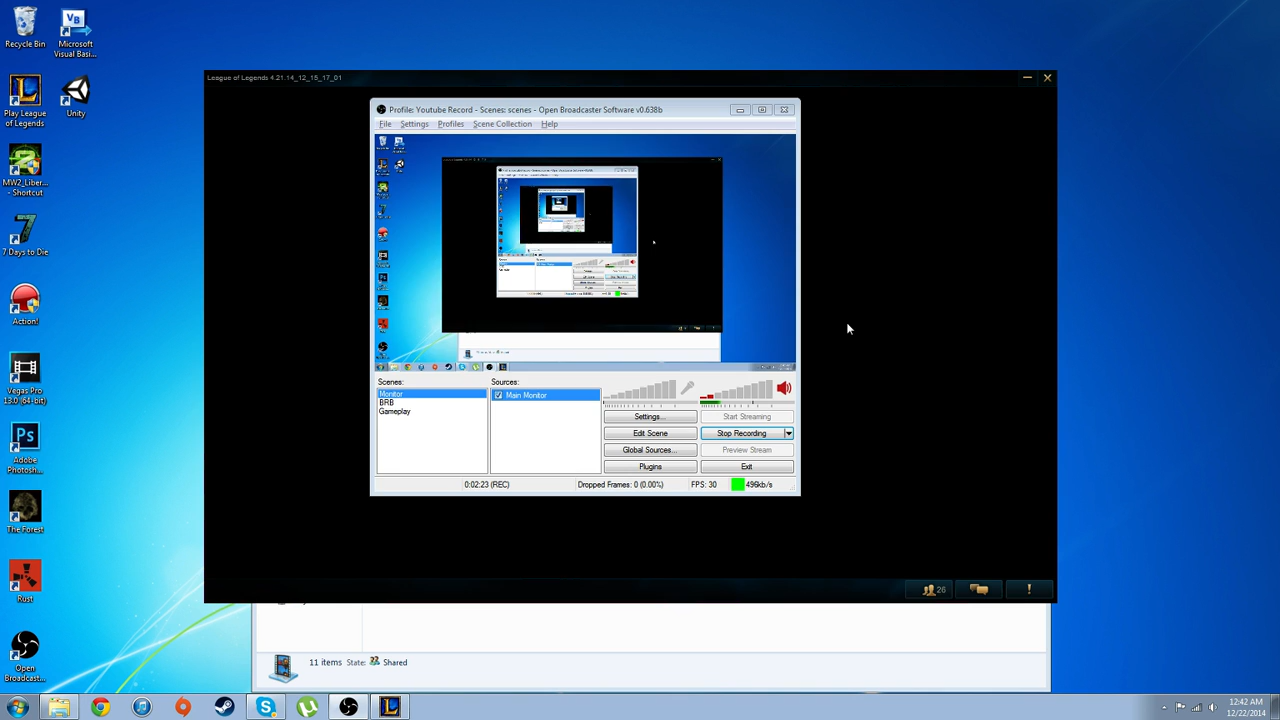 Recycle Bin
Microsoft
Visual Basi...
Play League
of Legends
Unity
MW2_Liber...
- Shortcut
7 Days to Die
Action!
Vegas Pro
13.0 (64-bit)
Adobe
Photosh...
The Forest
Rust
Open
Broadcast...
League of Legends 4.21.14_12_15_17_01
Profile: Youtube Record - Scenes: scenes - Open Broadcaster Software v0.638b
File Settings Profiles Scene Collection Help
Scenes:
Monitor
BRB
Gameplay
Sources:
Main Monitor
Settings...
Start Streaming
Edit Scene
Stop Recording
Global Sources...
Preview Stream
Plugins
Exit
0:02:23 (REC)
Dropped Frames: 0 (0.00%)
FPS: 30
496kb/s
26
11 items State: Shared
12:42 AM
12/22/2014